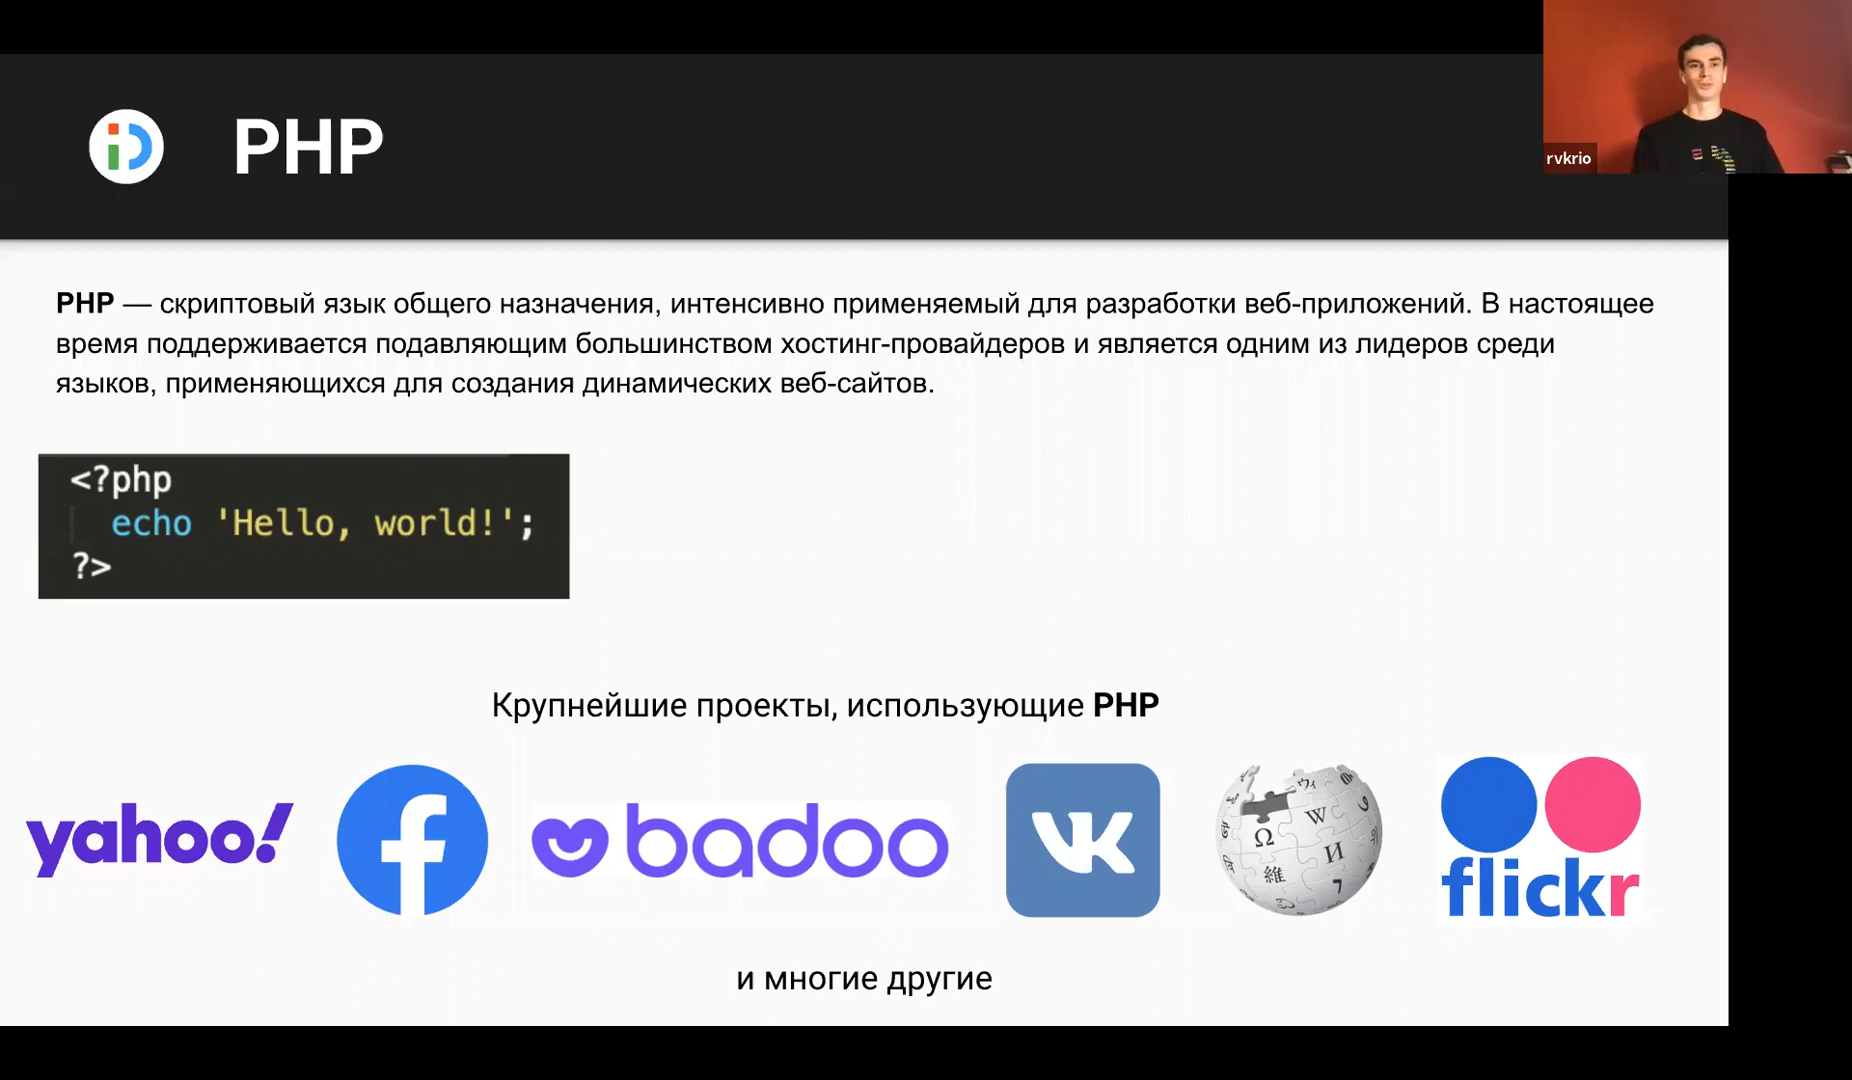 PHP
rvkrio
PHP — скриптовый язык общего назначения, интенсивно применяемый для разработки веб-приложений. В настоящее
время поддерживается подавляющим большинством хостинг-провайдеров и является одним из лидеров среди
языков, применяющихся для создания динамических веб-сайтов.
<?php
echo 'Hello, world!';
?>
Крупнейшие проекты, использующие PHP
yahoo!
badoo
flickr
и многие другие